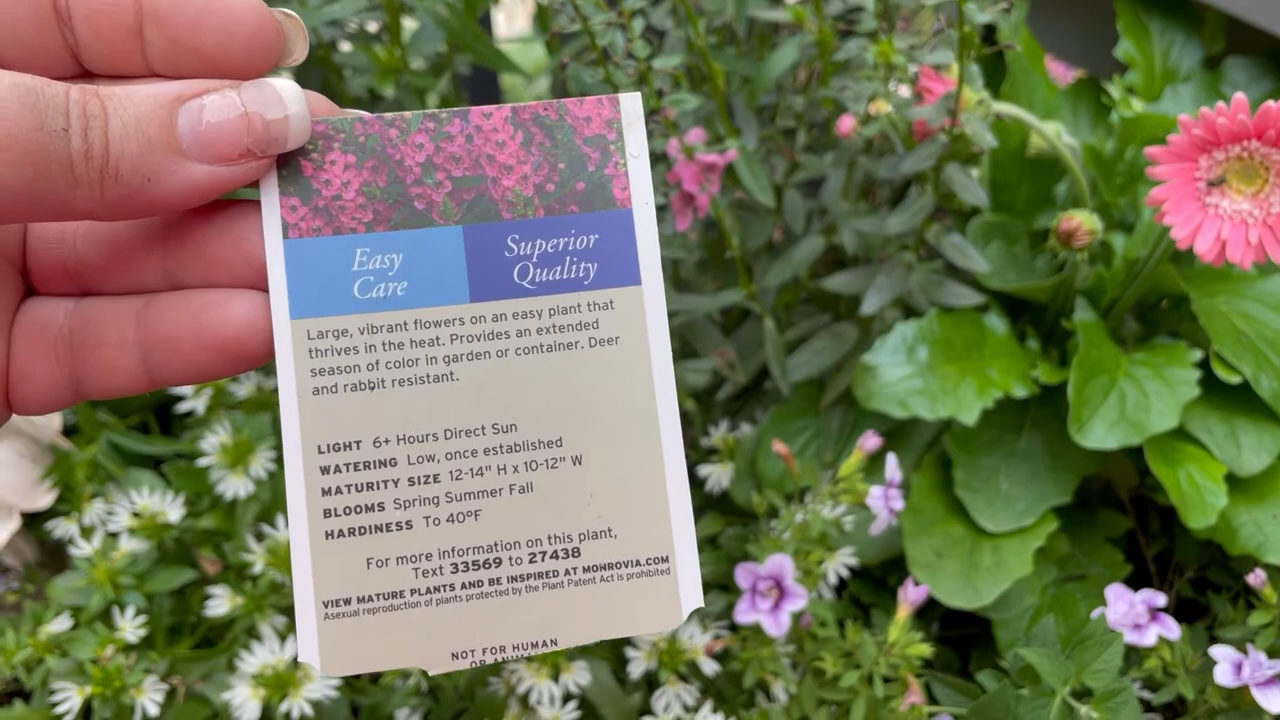 Easy
Care
Superior
Quality
Large, vibrant flowers on an easy plant that
thrives in the heat. Provides an extended
season of color in garden or container. Deer
and rabbit resistant.
LIGHT 6+ Hours Direct Sun
WATERING Low, once established
MATURITY SIZE 12-14" H x 10-12" W
BLOOMS Spring Summer Fall
HARDINESS To 40ºF
For more information on this plant,
Text 33569 to 27438
VIEW MATURE PLANTS AND BE INSPIRED AT MONROVIA.COM
Asexual reproduction of plants protected by the Plant Patent Act is prohibited
NOT FOR HUMAN
OR